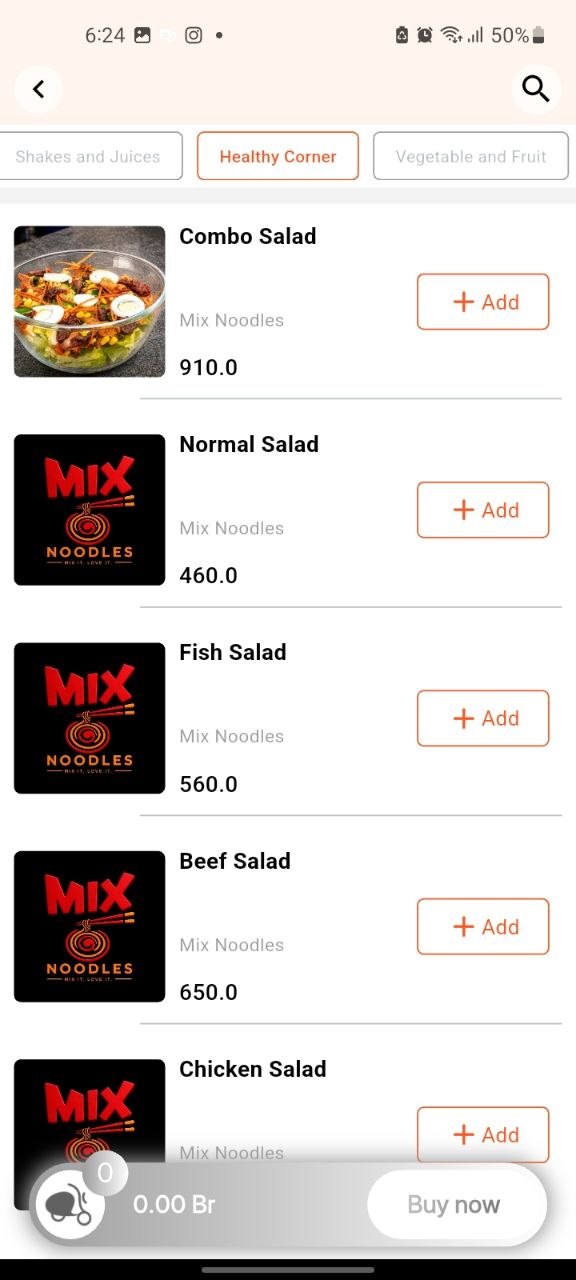 6:24 50%
Shakes and Juices Healthy Corner Vegetable and Fruit
Combo Salad
+ Add
Mix Noodles
910.0
Normal Salad
MIX
NOODLES
MIX IT. LOVE IT.
+ Add
Mix Noodles
460.0
Fish Salad
MIX
NOODLES
MIX IT. LOVE IT.
+ Add
Mix Noodles
560.0
Beef Salad
MIX
NOODLES
MIX IT. LOVE IT.
+ Add
Mix Noodles
650.0
Chicken Salad
MIX
+ Add
Mix Noodles
0
0.00 Br Buy now